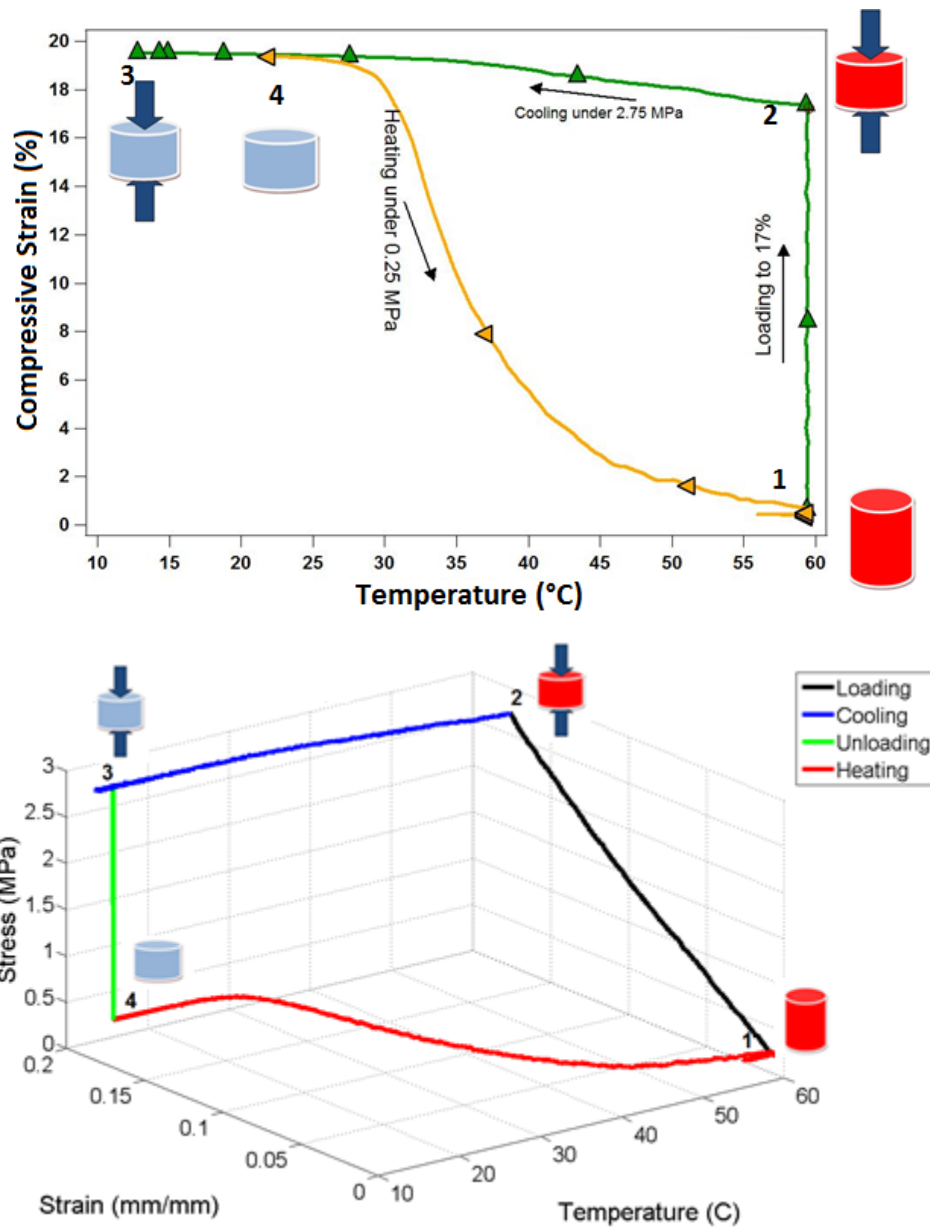 Compressive Strain (%)
20
18
16
14
12
10
8
6
4
2
0
3
4
2
1
Cooling under 2.75 MPa
Heating under 0.25 MPa
Loading to 17%
10 15 20 25 30 35 40 45 50 55 60
Temperature (°C)
Loading
Cooling
Unloading
Heating
2
3
4
1
Stress (MPa)
3
2.5
2
1.5
1
0.5
0
0.2
0.15
0.1
0.05
0
10
20
30
40
50
60
Strain (mm/mm)
Temperature (C)